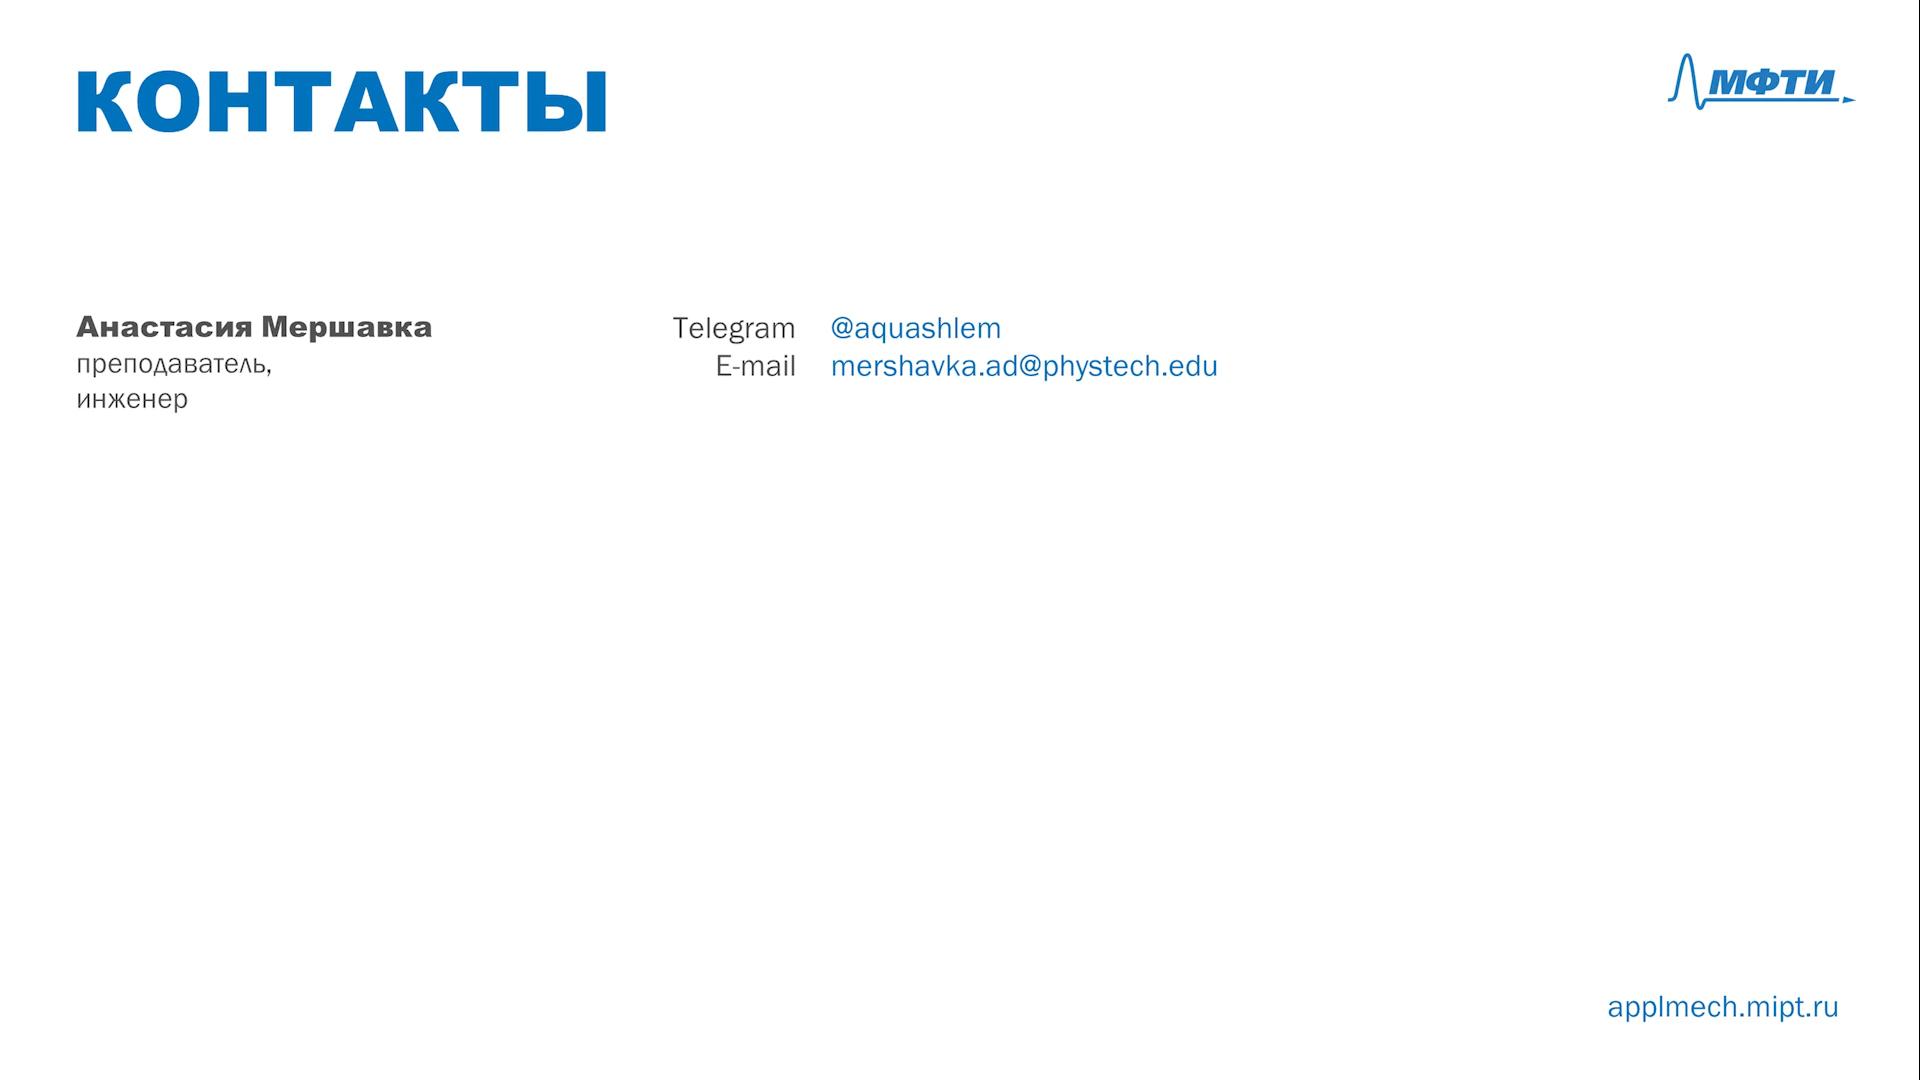 КОНТАКТЫ
МФТИ
Анастасия Мершавка
преподаватель,
инженер
Telegram @aquashlem
E-mail mershavka.ad@phystech.edu
applmech.mipt.ru